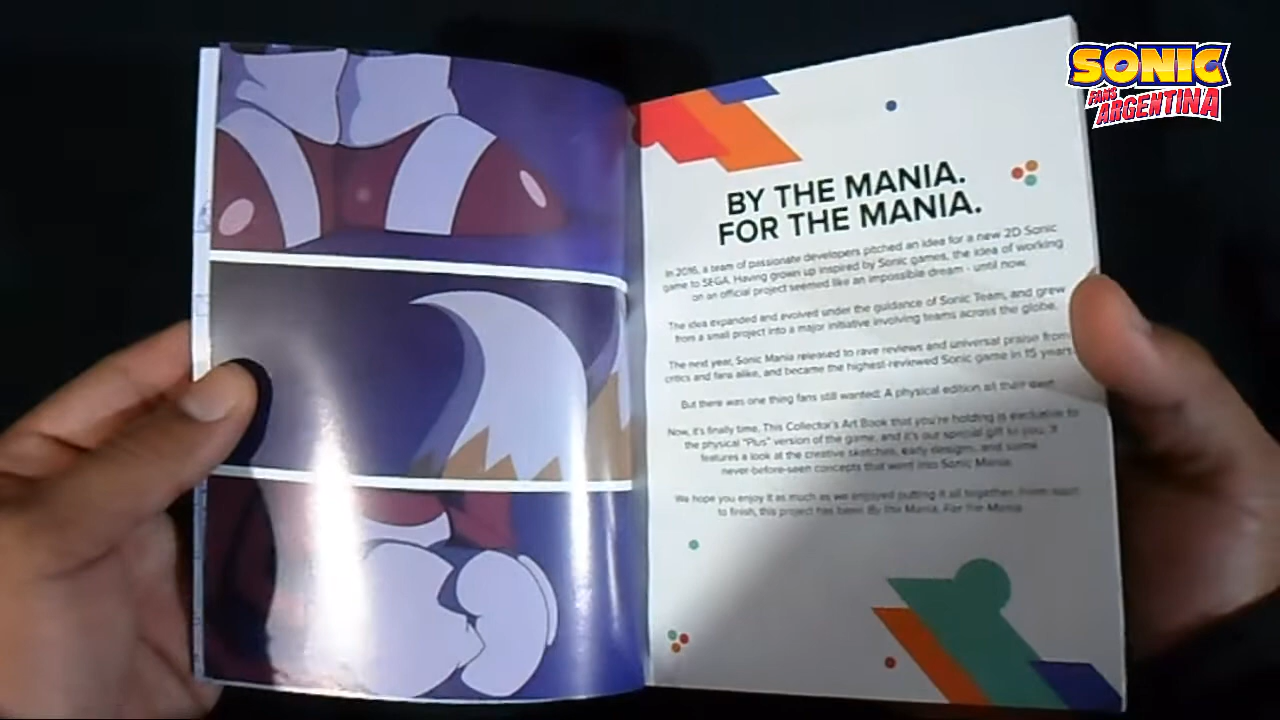 SONIC
FANS
ARGENTINA
BY THE MANIA.
FOR THE MANIA.
In 2016, a team of passionate developers pitched an idea for a new 2D Sonic
game to SEGA. Having grown up inspired by Sonic games, the idea of working
on an official project seemed like an impossible dream - until now.
The idea expanded and evolved under the guidance of Sonic Team, and grew
from a small project into a major initiative involving teams across the globe.
The next year, Sonic Mania released to rave reviews and universal praise from
critics and fans alike, and became the highest-reviewed Sonic game in 15 years.
But there was one thing fans still wanted: A physical edition all their own.
Now, it's finally time. This Collector's Art Book that you're holding is exclusive to
the physical "Plus" version of the game, and it's our special gift to you. It
features a look at the creative sketches, early designs, and some
never-before-seen concepts that went into Sonic Mania.
We hope you enjoy it as much as we enjoyed putting it all together. From start
to finish, this project has been By the Mania, For the Mania.